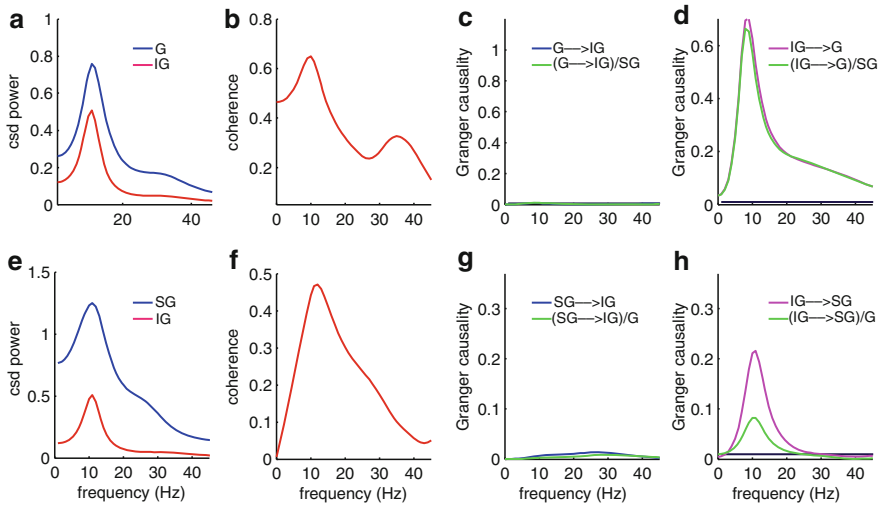 a
csd power
1
0.8
0.6
0.4
0.2
0
20
40
G
IG
b
coherence
0.8
0.6
0.4
0.2
0
10
20
30
40
c
Granger causality
1
0.8
0.6
0.4
0.2
0
0
10
20
30
40
G—>IG
(G—>IG)/SG
d
Granger causality
0.6
0.4
0.2
0
0
10
20
30
40
IG—>G
(IG—>G)/SG
e
csd power
1.5
1
0.5
0
0
10
20
30
40
frequency (Hz)
SG
IG
f
coherence
0.5
0.4
0.3
0.2
0.1
0
0
10
20
30
40
frequency (Hz)
g
Granger causality
0.3
0.2
0.1
0
0
10
20
30
40
frequency (Hz)
SG—>IG
(SG—>IG)/G
h
Granger causality
0.3
0.2
0.1
0
0
10
20
30
40
frequency (Hz)
IG—>SG
(IG—>SG)/G